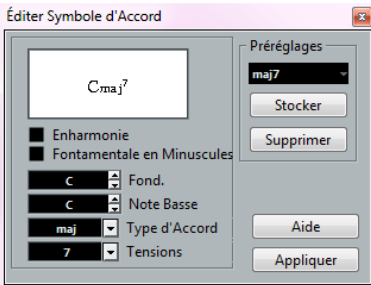 Éditer Symbole d'Accord
Cmaj7
Enharmonie
Fontamentale en Minuscules
C Fond.
C Note Basse
maj Type d'Accord
7 Tensions
Préréglages
maj7
Stocker
Supprimer
Aide
Appliquer